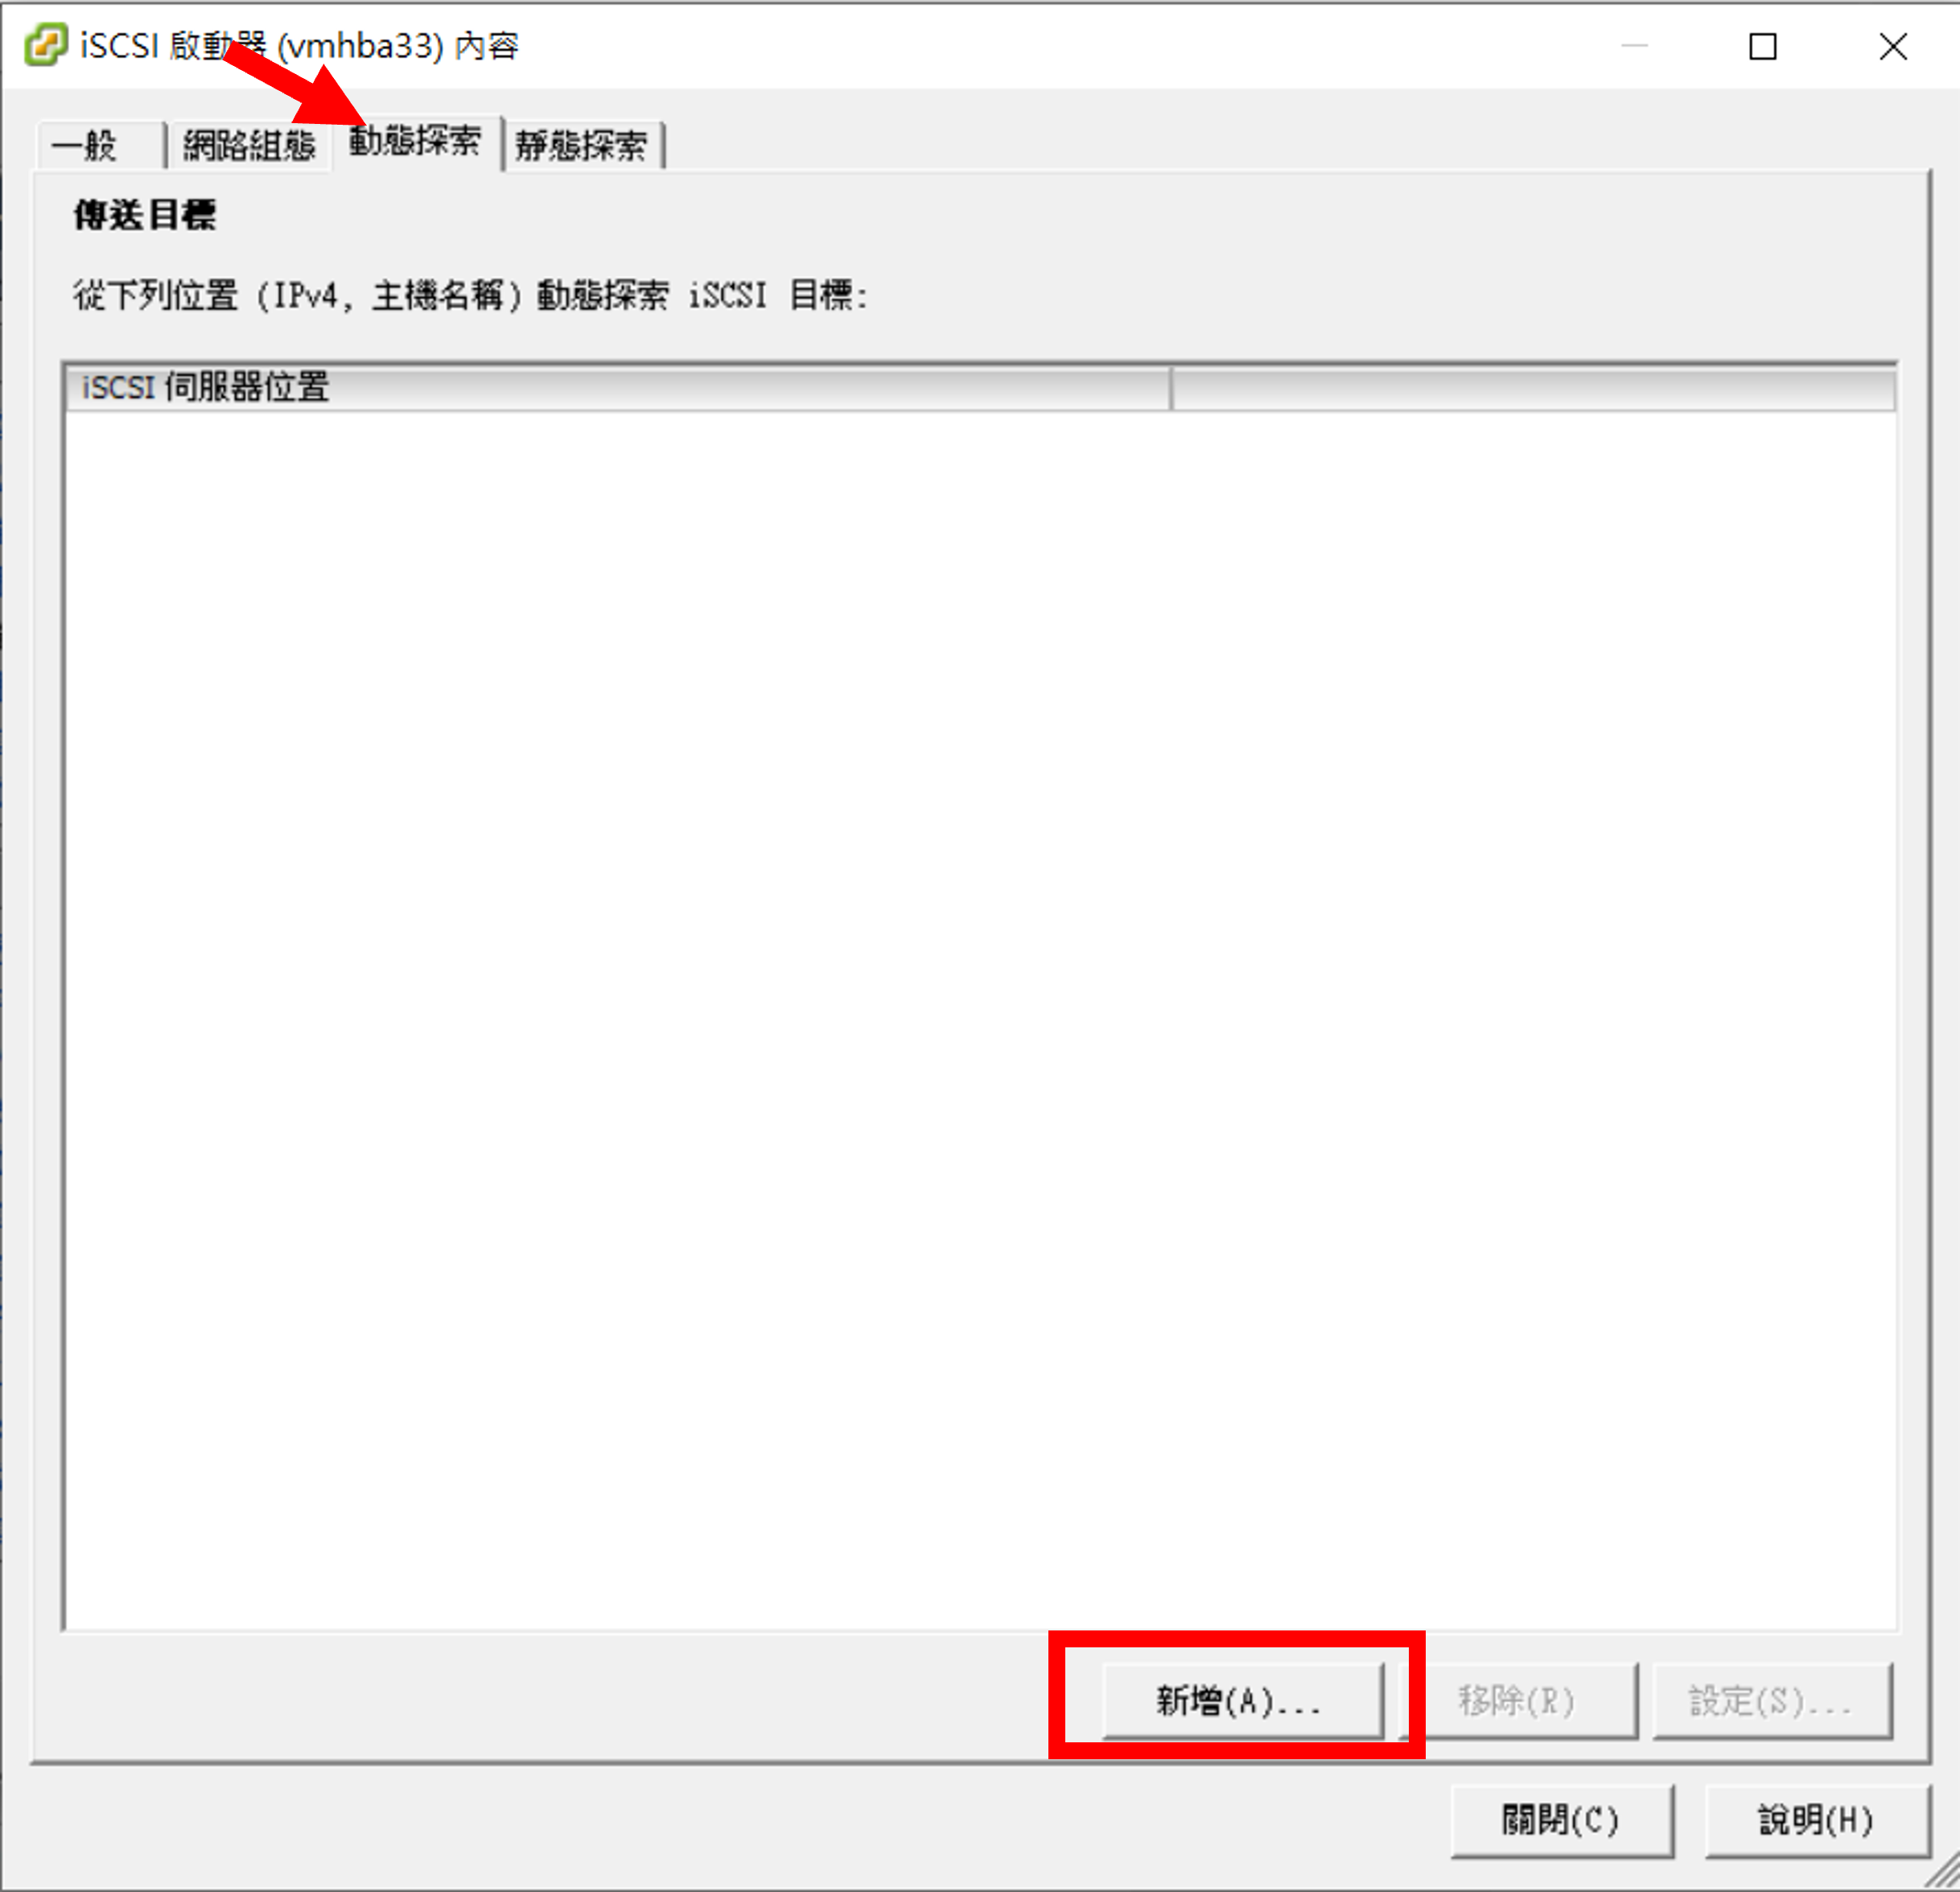 iSCSI 啟動器 (vmhba33) 內容
一般 網路組態 動態探索 靜態探索
傳送目標
從下列位置 (IPv4, 主機名稱) 動態探索 iSCSI 目標:
iSCSI 伺服器位置
新增(A)... 移除(R) 設定(S)...
關閉(C) 說明(H)